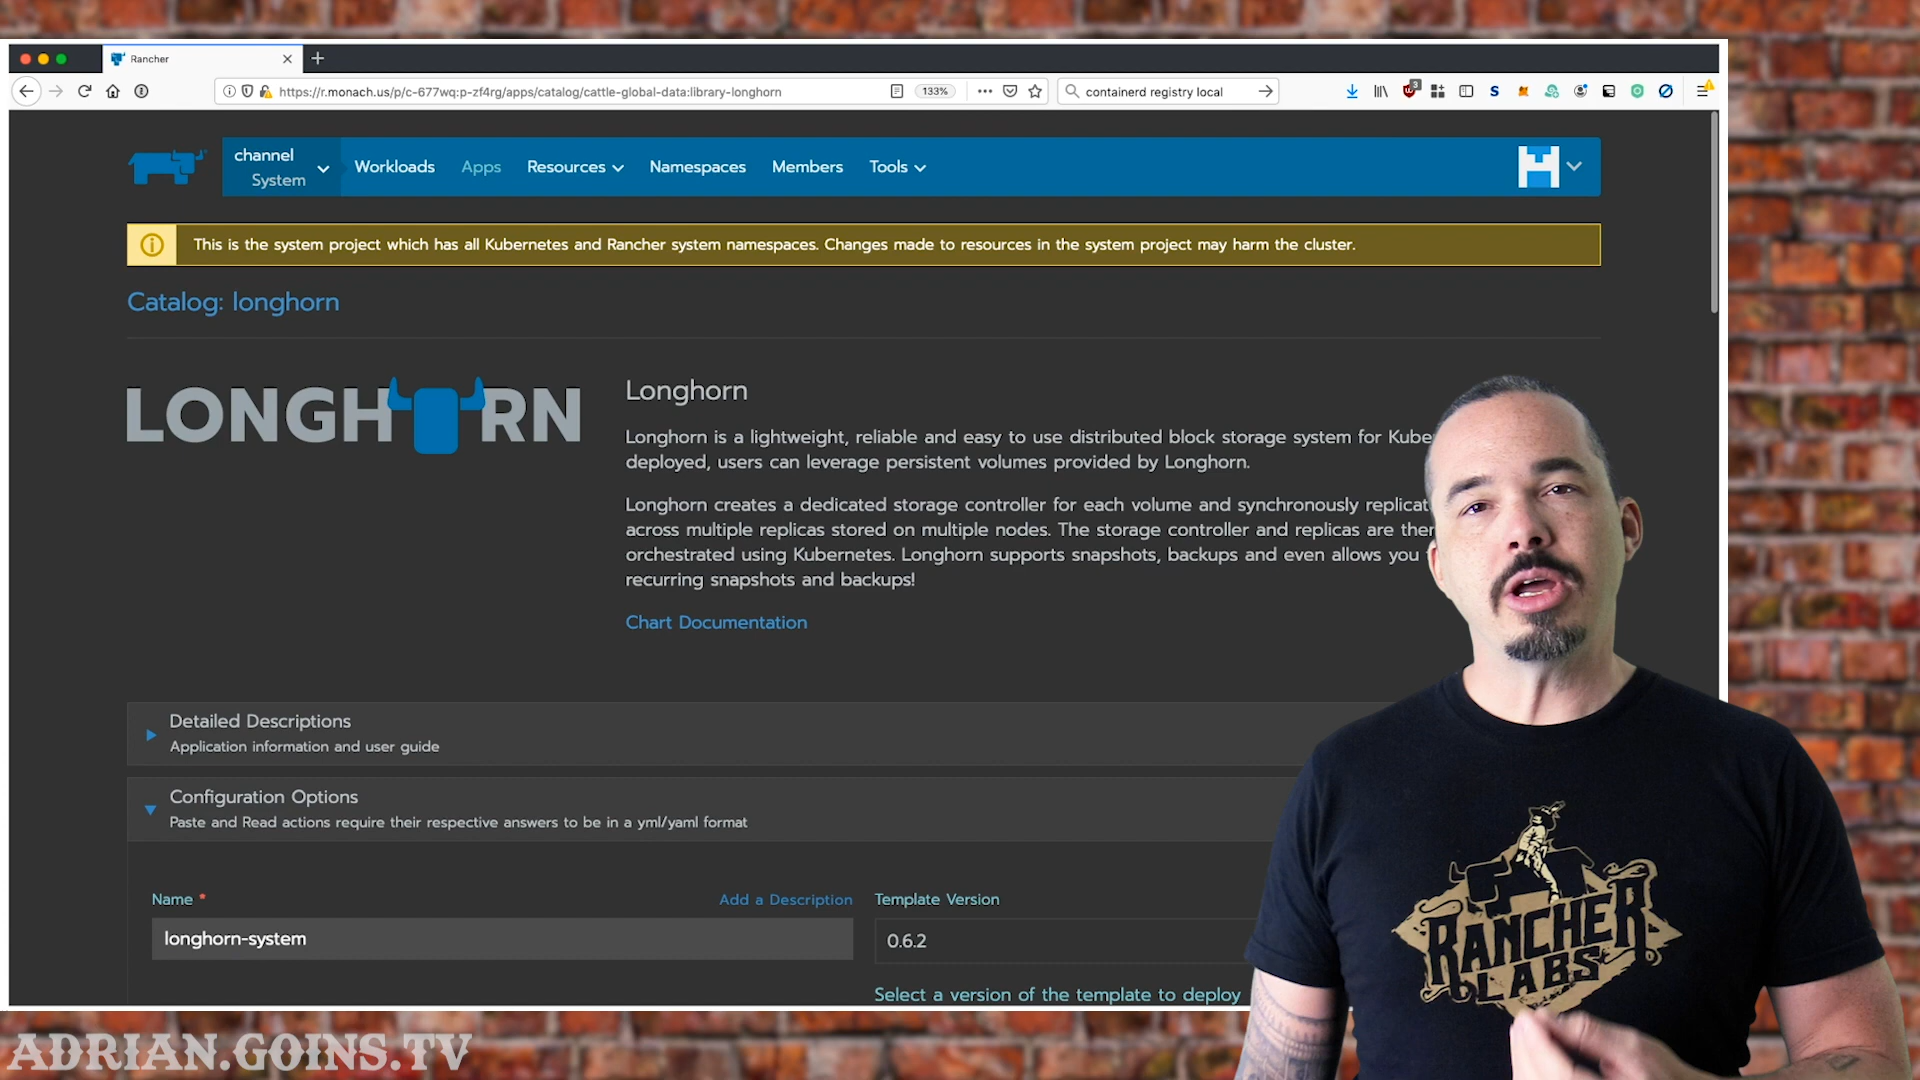 Rancher
https://r.monach.us/p/c-677wq:p-zf4rg/apps/catalog/cattle-global-data:library-longhorn
133%
containerd registry local
3
S
channel
System
Workloads
Apps
Resources
Namespaces
Members
Tools
This is the system project which has all Kubernetes and Rancher system namespaces. Changes made to resources in the system project may harm the cluster.
Catalog: longhorn
LONGHORN
Longhorn
Longhorn is a lightweight, reliable and easy to use distributed block storage system for Kube
deployed, users can leverage persistent volumes provided by Longhorn.
Longhorn creates a dedicated storage controller for each volume and synchronously replicat
across multiple replicas stored on multiple nodes. The storage controller and replicas are ther
orchestrated using Kubernetes. Longhorn supports snapshots, backups and even allows you
recurring snapshots and backups!
Chart Documentation
Detailed Descriptions
Application information and user guide
Configuration Options
Paste and Read actions require their respective answers to be in a yml/yaml format
Name *
Add a Description
Template Version
longhorn-system
0.6.2
Select a version of the template to deploy
RANCHER
LABS
ADRIAN.GOINS.TV